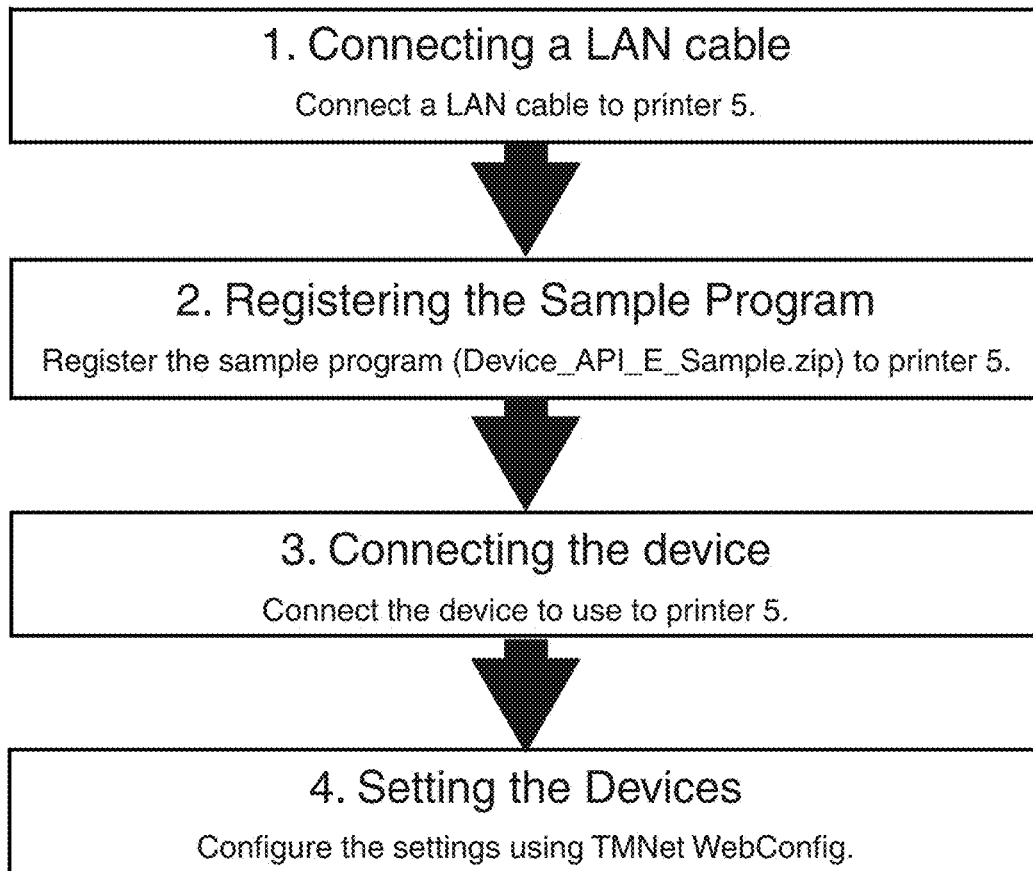 1. Connecting a LAN cable
Connect a LAN cable to printer 5.
2. Registering the Sample Program
Register the sample program (Device_API_E_Sample.zip) to printer 5.
3. Connecting the device
Connect the device to use to printer 5.
4. Setting the Devices
Configure the settings using TMNet WebConfig.